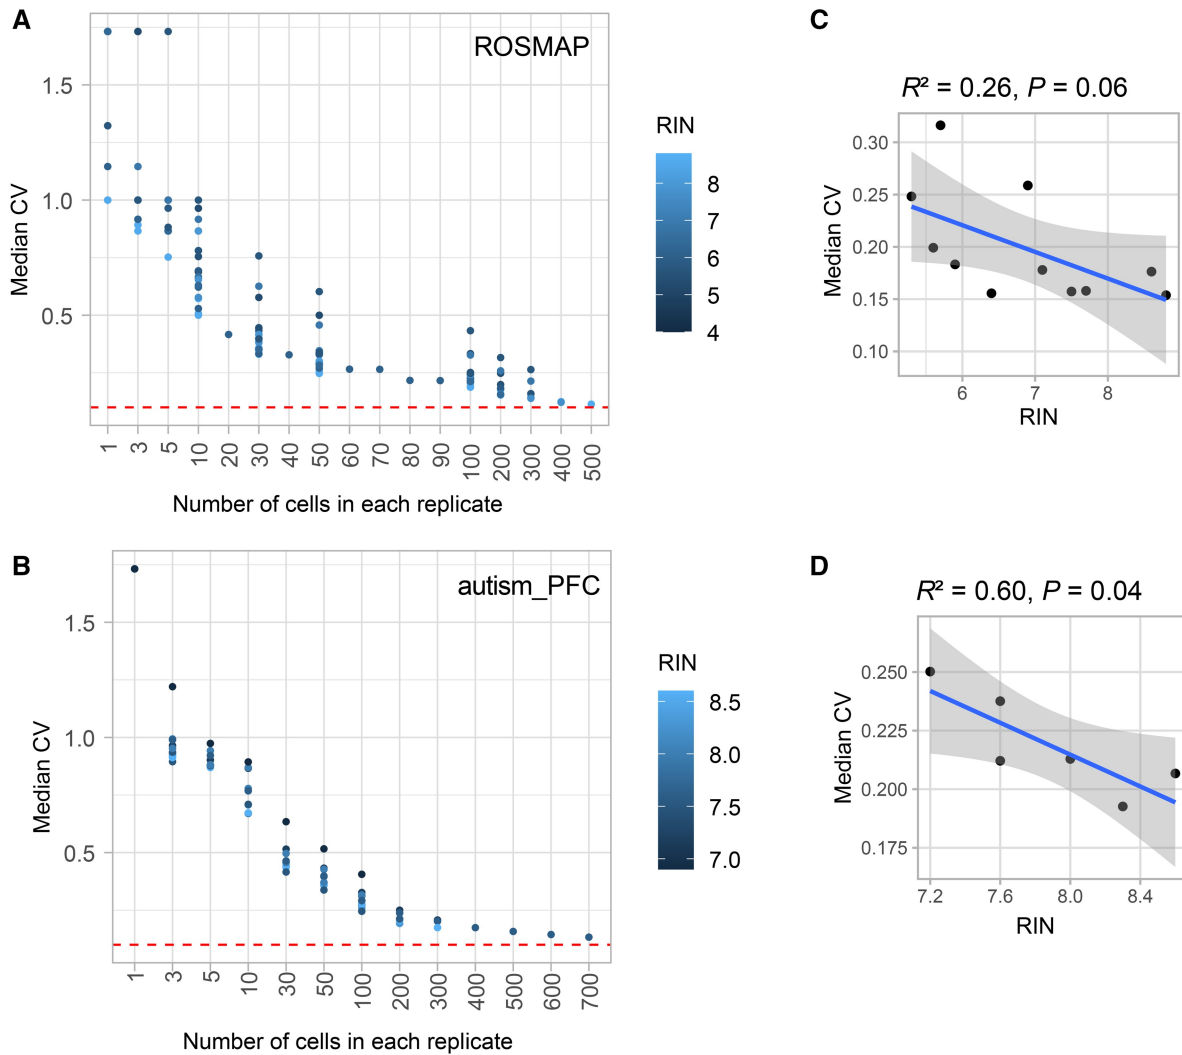 A
ROSMAP
1.5
1.0
0.5
Median CV
1 3 5 10 20 30 40 50 60 70 80 90 100 200 300 400 500
Number of cells in each replicate
RIN
8
7
6
5
4
C
R² = 0.26, P = 0.06
0.30
0.25
0.20
0.15
0.10
Median CV
6 7 8
RIN
B
autism_PFC
1.5
1.0
0.5
Median CV
1 3 5 10 30 50 100 200 300 400 500 600 700
Number of cells in each replicate
RIN
8.5
8.0
7.5
7.0
D
R² = 0.60, P = 0.04
0.250
0.225
0.200
0.175
Median CV
7.2 7.6 8.0 8.4
RIN